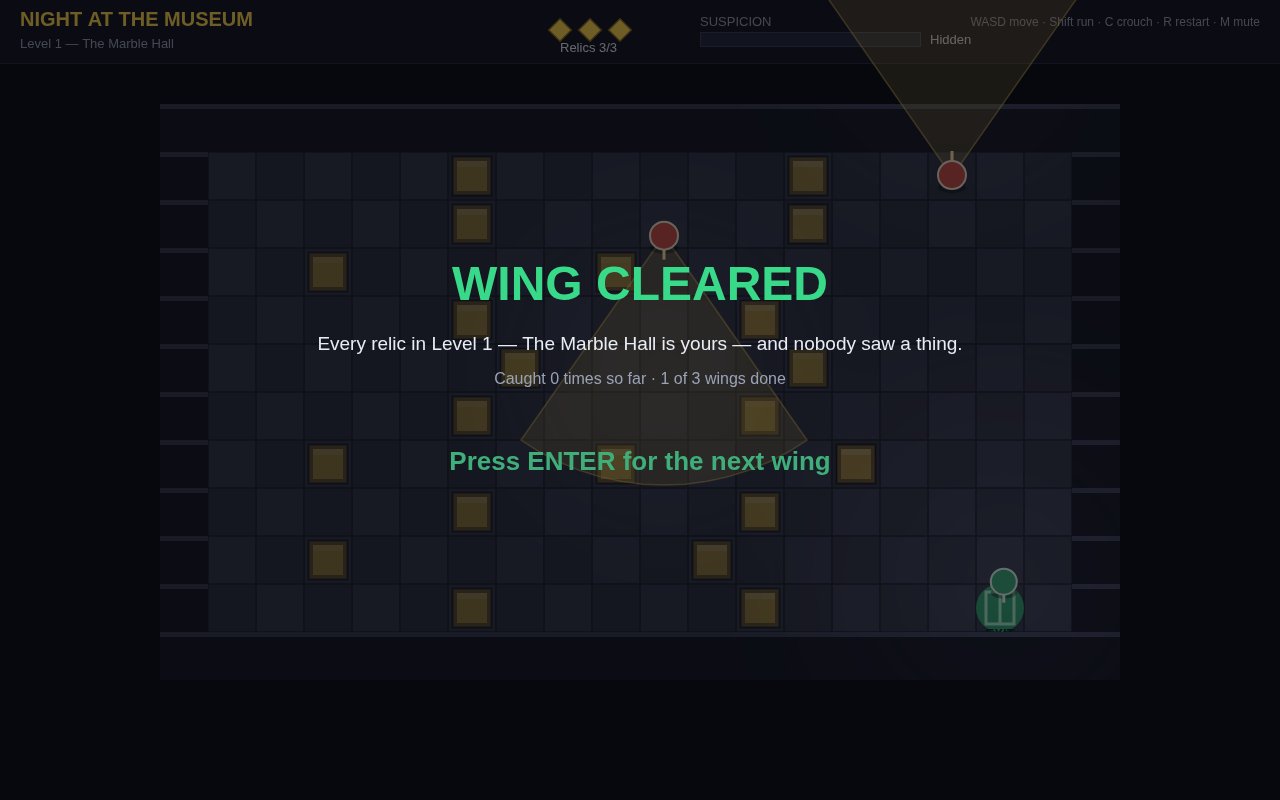 NIGHT AT THE MUSEUM
Level 1 — The Marble Hall
Relics 3/3
SUSPICION
Hidden
WASD move · Shift run · C crouch · R restart · M mute
WING CLEARED
Every relic in Level 1 — The Marble Hall is yours — and nobody saw a thing.
Caught 0 times so far · 1 of 3 wings done
Press ENTER for the next wing